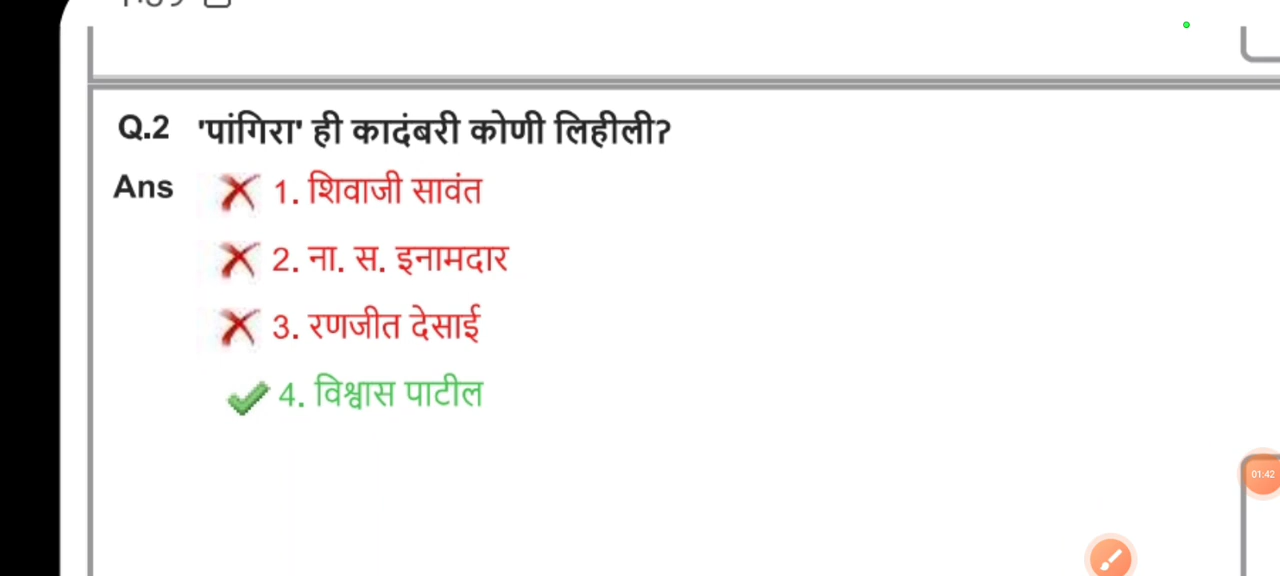 Q.2 'पांगिरा' ही कादंबरी कोणी लिहीली?
Ans 1. शिवाजी सावंत
2. ना. स. इनामदार
3. रणजीत देसाई
4. विश्वास पाटील
01:42